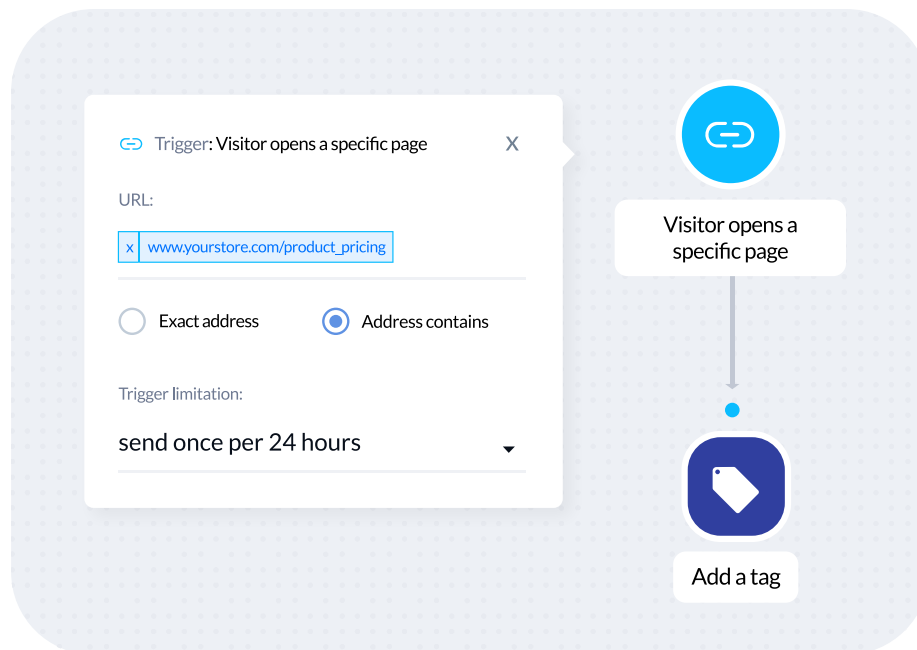 Trigger: Visitor opens a specific page
X
URL:
x www.yourstore.com/product_pricing
Exact address
Address contains
Trigger limitation:
send once per 24 hours
Visitor opens a
specific page
Add a tag